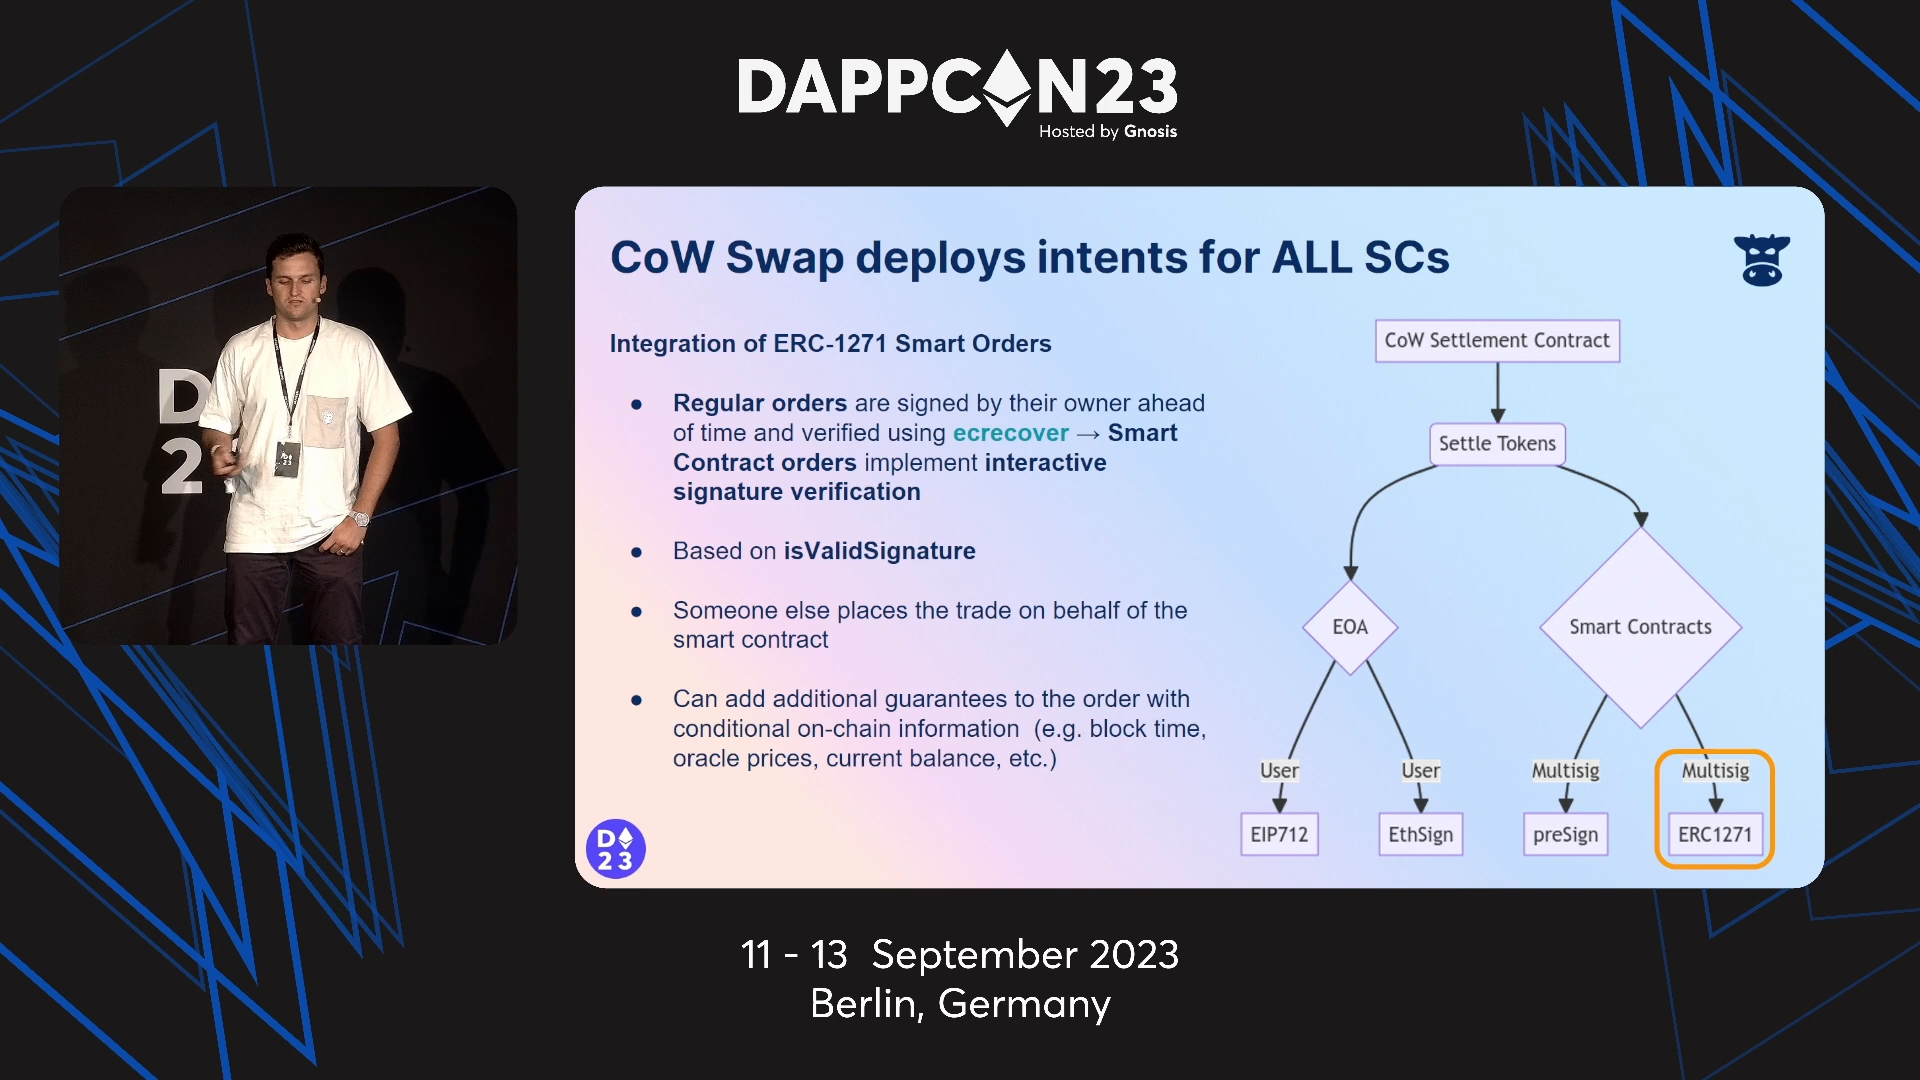 DAPPCON23
Hosted by Gnosis
D
2
DA
23
CoW Swap deploys intents for ALL SCs
Integration of ERC-1271 Smart Orders
● Regular orders are signed by their owner ahead
of time and verified using ecrecover → Smart
Contract orders implement interactive
signature verification
● Based on isValidSignature
● Someone else places the trade on behalf of the
smart contract
● Can add additional guarantees to the order with
conditional on-chain information (e.g. block time,
oracle prices, current balance, etc.)
CoW Settlement Contract
Settle Tokens
EOA
Smart Contracts
User
User
Multisig
Multisig
EIP712
EthSign
preSign
ERC1271
D
23
11 - 13 September 2023
Berlin, Germany